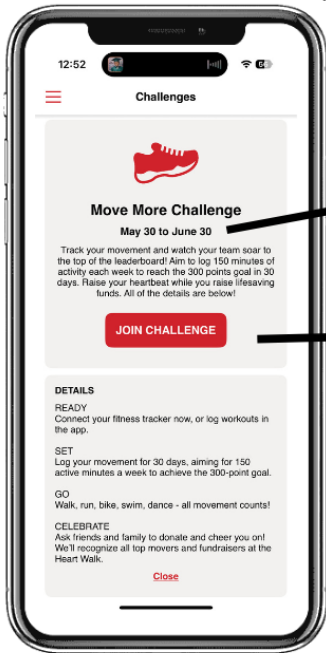 12:52
Challenges
Move More Challenge
May 30 to June 30
Track your movement and watch your team soar to
the top of the leaderboard! Aim to log 150 minutes of
activity each week to reach the 300 points goal in 30
days. Raise your heartbeat while you raise lifesaving
funds. All of the details are below!
JOIN CHALLENGE
DETAILS
READY
Connect your fitness tracker now, or log workouts in
the app.
SET
Log your movement for 30 days, aiming for 150
active minutes a week to achieve the 300-point goal.
GO
Walk, run, bike, swim, dance - all movement counts!
CELEBRATE
Ask friends and family to donate and cheer you on!
We'll recognize all top movers and fundraisers at the
Heart Walk.
Close